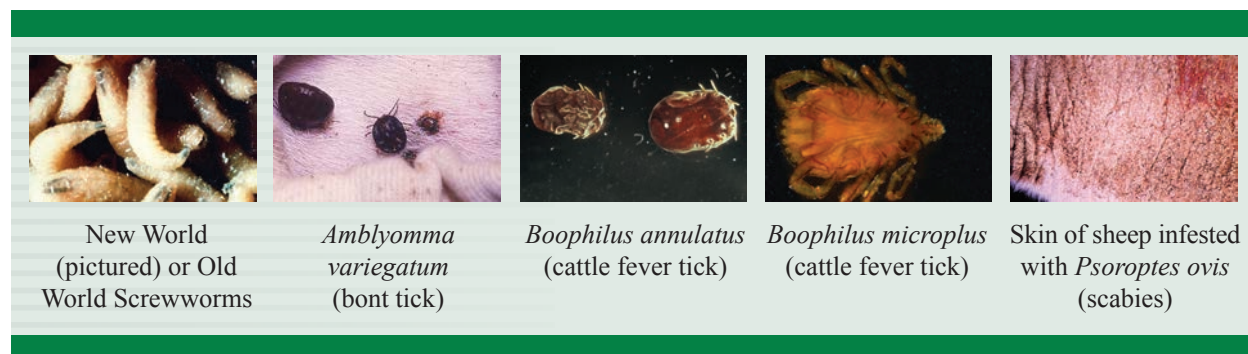 New World
(pictured) or Old
World Screwworms
Amblyomma
variegatum
(bont tick)
Boophilus annulatus
(cattle fever tick)
Boophilus microplus
(cattle fever tick)
Skin of sheep infested
with Psoroptes ovis
(scabies)